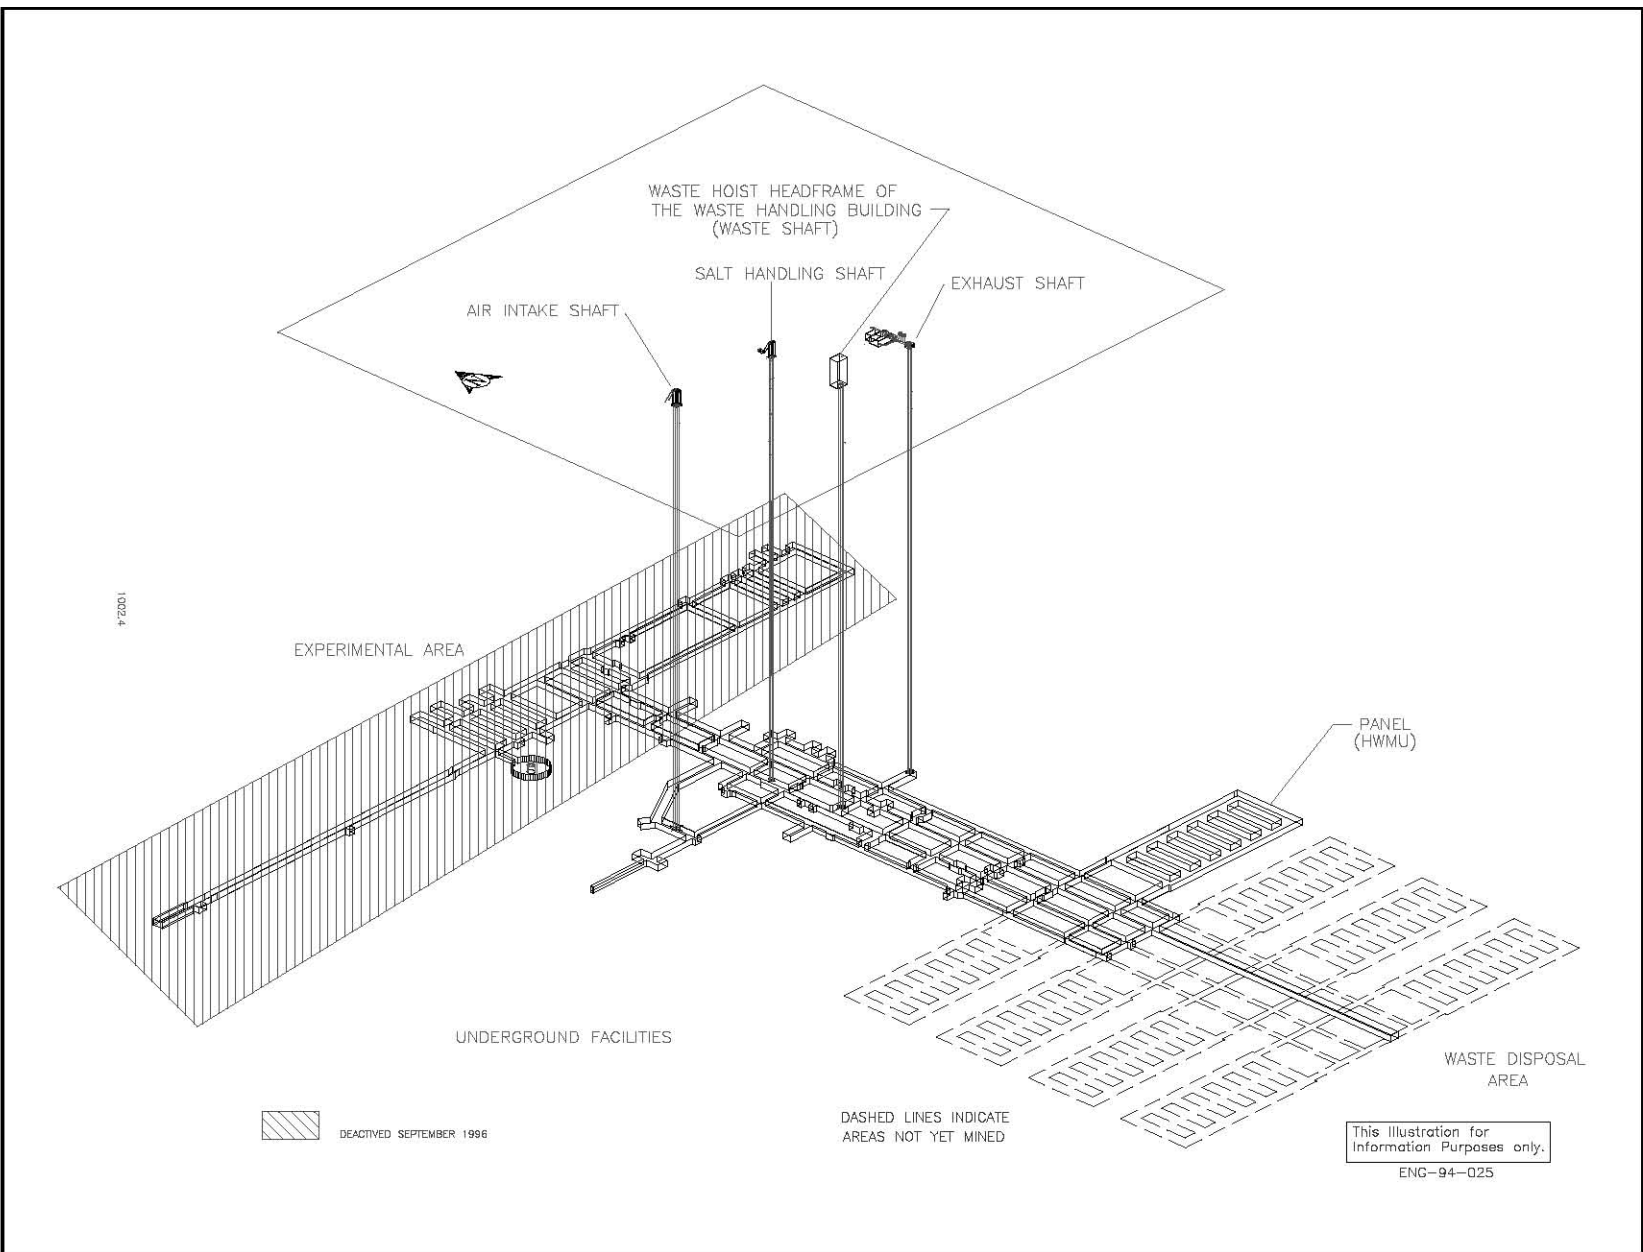 WASTE HOIST HEADFRAME OF
THE WASTE HANDLING BUILDING
(WASTE SHAFT)
SALT HANDLING SHAFT
EXHAUST SHAFT
AIR INTAKE SHAFT
1002.4
EXPERIMENTAL AREA
PANEL
(HWMU)
UNDERGROUND FACILITIES
WASTE DISPOSAL
AREA
DEACTIVED SEPTEMBER 1996
DASHED LINES INDICATE
AREAS NOT YET MINED
This Illustration for
Information Purposes only.
ENG-94-025